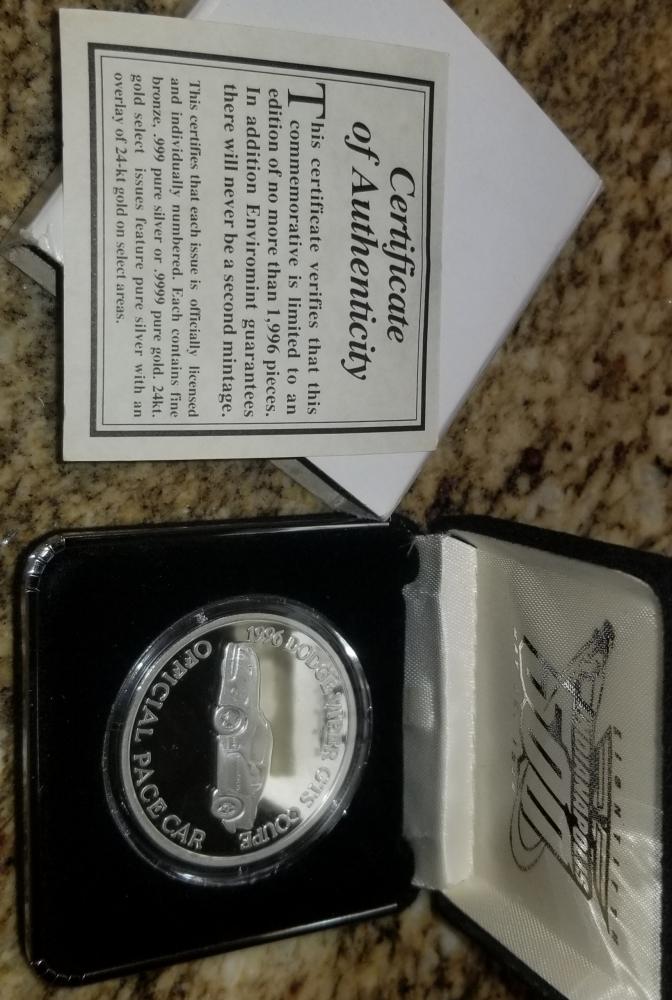 Certificate
of Authenticity
This certificate verifies that this
commemorative is limited to an
edition of no more than 1,996 pieces.
In addition Enviromint guarantees
there will never be a second mintage.
This certifies that each issue is officially licensed
and individually numbered. Each contains fine
bronze, .999 pure silver or .9999 pure gold. 24kt.
gold select issues feature pure silver with an
overlay of 24-kt gold on select areas.
1996 DODGE VIPER GTS COUPE
OFFICIAL PACE CAR
INDIANAPOLIS
500